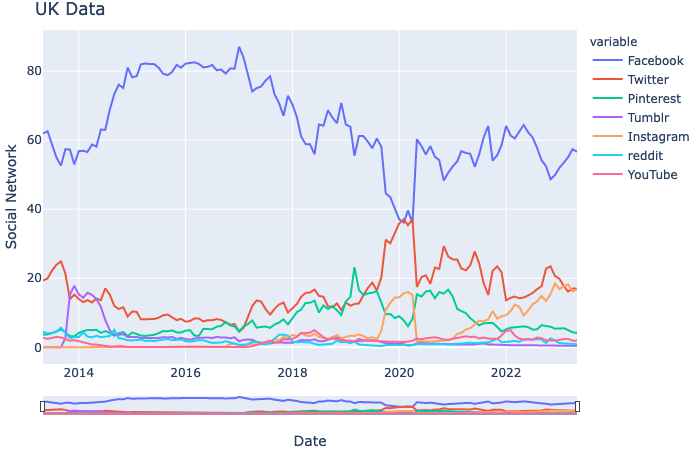 UK Data
variable
Facebook
Twitter
Pinterest
Tumblr
Instagram
reddit
YouTube
Social Network
80
60
40
20
0
2014 2016 2018 2020 2022
Date